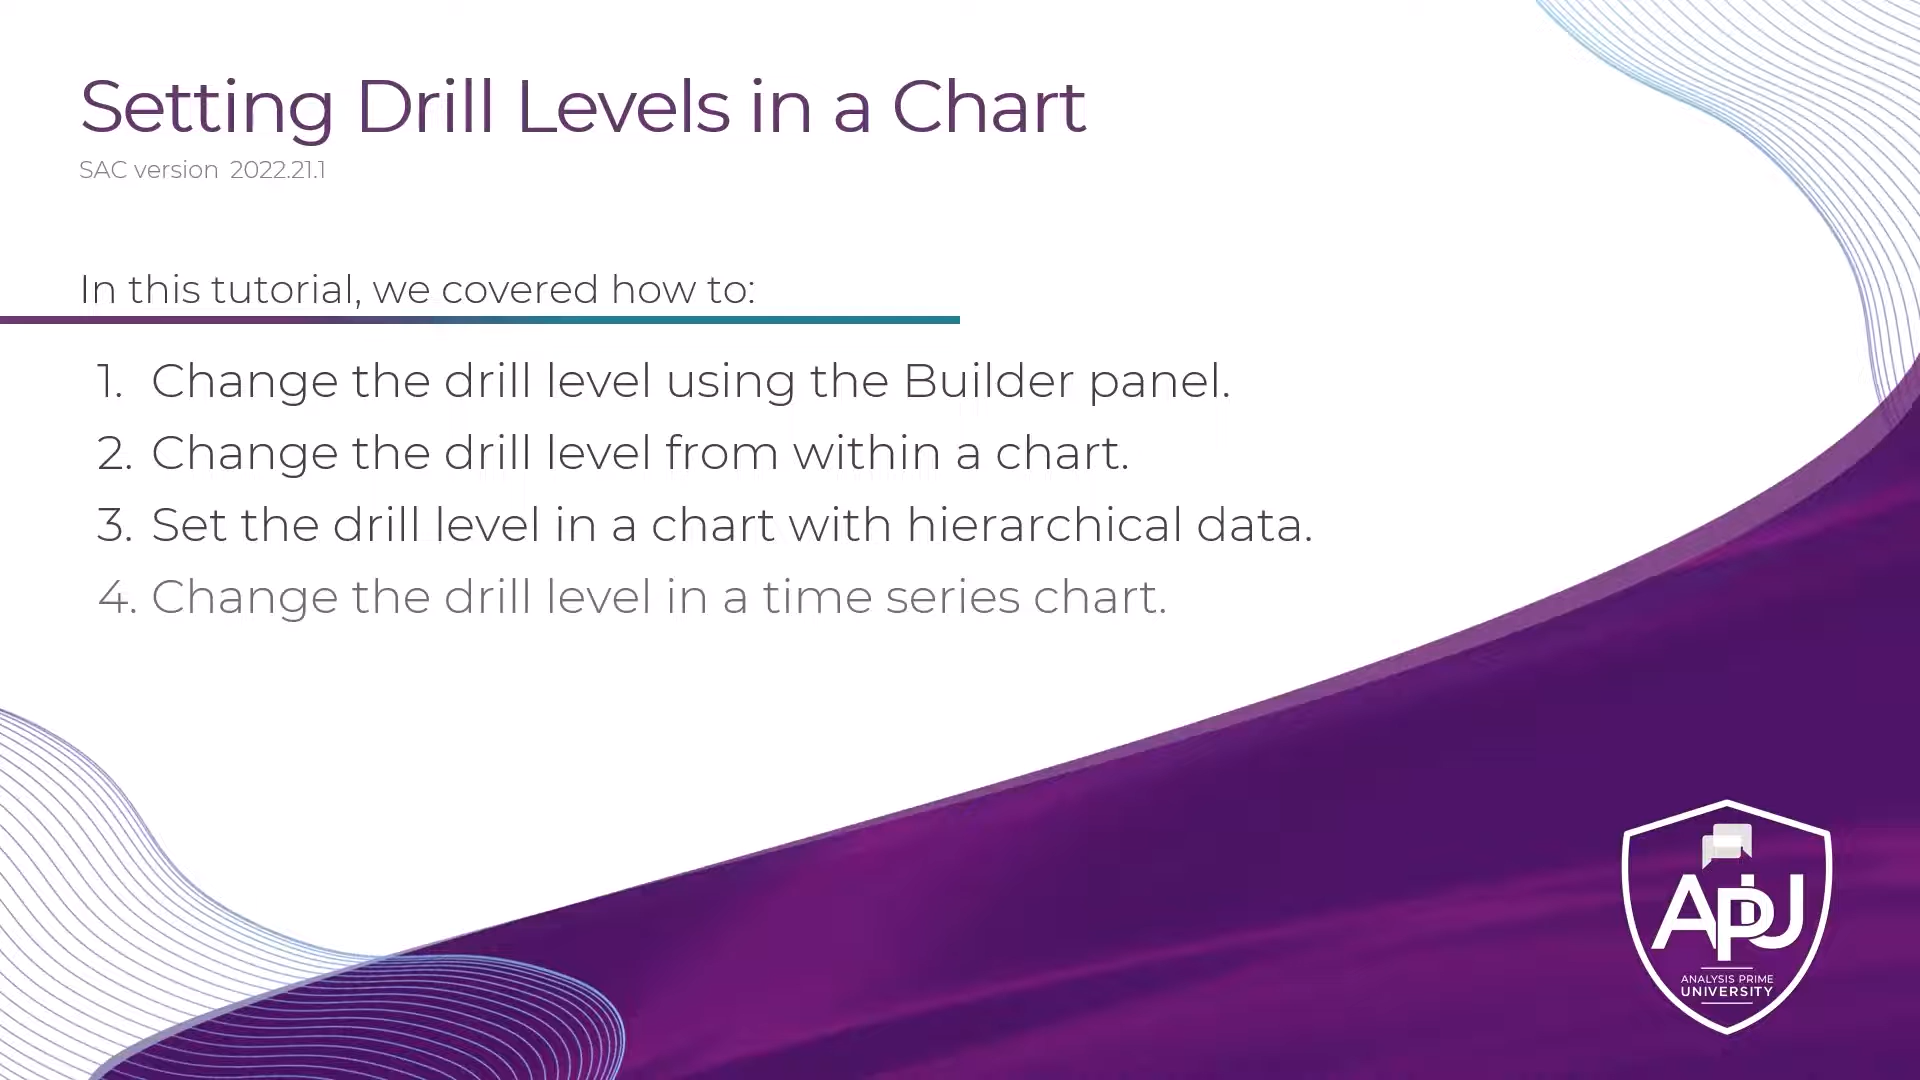 Setting Drill Levels in a Chart
SAC version 2022.21.1
In this tutorial, we covered how to:
1. Change the drill level using the Builder panel.
2. Change the drill level from within a chart.
3. Set the drill level in a chart with hierarchical data.
4. Change the drill level in a time series chart.
APU
ANALYSIS PRIME
UNIVERSITY